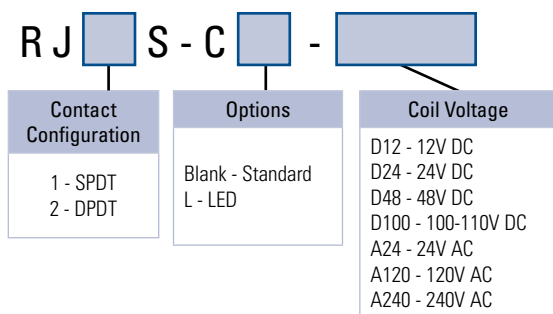 RJ S - C -
Contact
Configuration
1 - SPDT
2 - DPDT
Options
Blank - Standard
L - LED
Coil Voltage
D12 - 12V DC
D24 - 24V DC
D48 - 48V DC
D100 - 100-110V DC
A24 - 24V AC
A120 - 120V AC
A240 - 240V AC